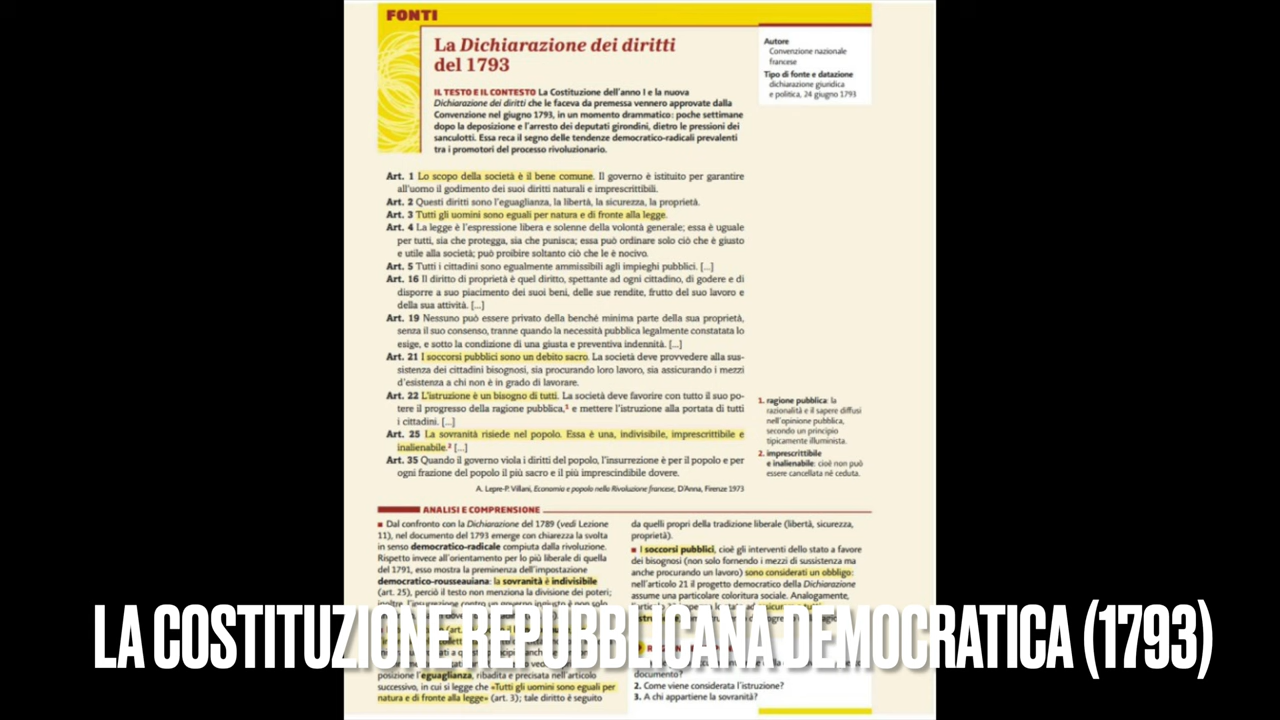 FONTI
La Dichiarazione dei diritti
del 1793
IL TESTO E IL CONTESTO La Costituzione dell'anno I e la nuova
Dichiarazione dei diritti che le faceva da premessa vennero approvate dalla
Convenzione nel giugno 1793, in un momento drammatico: poche settimane
dopo la deposizione e l'arresto dei deputati girondini, dietro le pressioni dei
sanculotti. Essa reca il segno delle tendenze democratico-radicali prevalenti
tra i promotori del processo rivoluzionario.
Autore
Convenzione nazionale
francese
Tipo di fonte e datazione
dichiarazione giuridica
e politica, 24 giugno 1793
Art. 1 Lo scopo della società è il bene comune. Il governo è istituito per garantire
all'uomo il godimento dei suoi diritti naturali e imprescrittibili.
Art. 2 Questi diritti sono l'eguaglianza, la libertà, la sicurezza, la proprietà.
Art. 3 Tutti gli uomini sono eguali per natura e di fronte alla legge.
Art. 4 La legge è l'espressione libera e solenne della volontà generale; essa è uguale
per tutti, sia che protegga, sia che punisca; essa può ordinare solo ciò che è giusto
e utile alla società; può proibire soltanto ciò che le è nocivo.
Art. 5 Tutti i cittadini sono egualmente ammissibili agli impieghi pubblici. [...]
Art. 16 Il diritto di proprietà è quel diritto, spettante ad ogni cittadino, di godere e di
disporre a suo piacimento dei suoi beni, delle sue rendite, frutto del suo lavoro e
della sua attività. [...]
Art. 19 Nessuno può essere privato della benché minima parte della sua proprietà,
senza il suo consenso, tranne quando la necessità pubblica legalmente constatata lo
esige, e sotto la condizione di una giusta e preventiva indennità. [...]
Art. 21 I soccorsi pubblici sono un debito sacro. La società deve provvedere alla sus-
sistenza dei cittadini bisognosi, sia procurando loro lavoro, sia assicurando i mezzi
d'esistenza a chi non è in grado di lavorare.
Art. 22 L'istruzione è un bisogno di tutti. La società deve favorire con tutto il suo po-
tere il progresso della ragione pubblica,1 e mettere l'istruzione alla portata di tutti
i cittadini. [...]
Art. 25 La sovranità risiede nel popolo. Essa è una, indivisibile, imprescrittibile e
inalienabile.2 [...]
Art. 35 Quando il governo viola i diritti del popolo, l'insurrezione è per il popolo e per
ogni frazione del popolo il più sacro e il più imprescindibile dovere.
A. Lepre-P. Villani, Economia e popolo nella Rivoluzione francese, D'Anna, Firenze 1973
1. ragione pubblica: la
razionalità e il sapere diffusi
nell'opinione pubblica,
secondo un principio
tipicamente illuminista.
2. imprescrittibile
e inalienabile: cioè non può
essere cancellata né ceduta.
ANALISI E COMPRENSIONE
■ Dal confronto con la Dichiarazione del 1789 (vedi Lezione
11), nel documento del 1793 emerge con chiarezza la svolta
in senso democratico-radicale compiuta dalla rivoluzione.
Rispetto invece all'orientamento per lo più liberale di quella
del 1791, esso mostra la preminenza dell'impostazione
democratico-rousseauiana: la sovranità è indivisibile
(art. 25), perciò il testo non menziona la divisione dei poteri;
posizione l'eguaglianza, ribadita e precisata nell'articolo
successivo, in cui si legge che «Tutti gli uomini sono eguali per
natura e di fronte alla legge» (art. 3); tale diritto è seguito
da quelli propri della tradizione liberale (libertà, sicurezza,
proprietà).
■ I soccorsi pubblici, cioè gli interventi dello stato a favore
dei bisognosi (non solo fornendo i mezzi di sussistenza ma
anche procurando un lavoro) sono considerati un obbligo:
nell'articolo 21 il progetto democratico della Dichiarazione
assume una particolare coloritura sociale. Analogamente,
documento?
2. Come viene considerata l'istruzione?
3. A chi appartiene la sovranità?
LA COSTITUZIONE REPUBBLICANA DEMOCRATICA (1793)